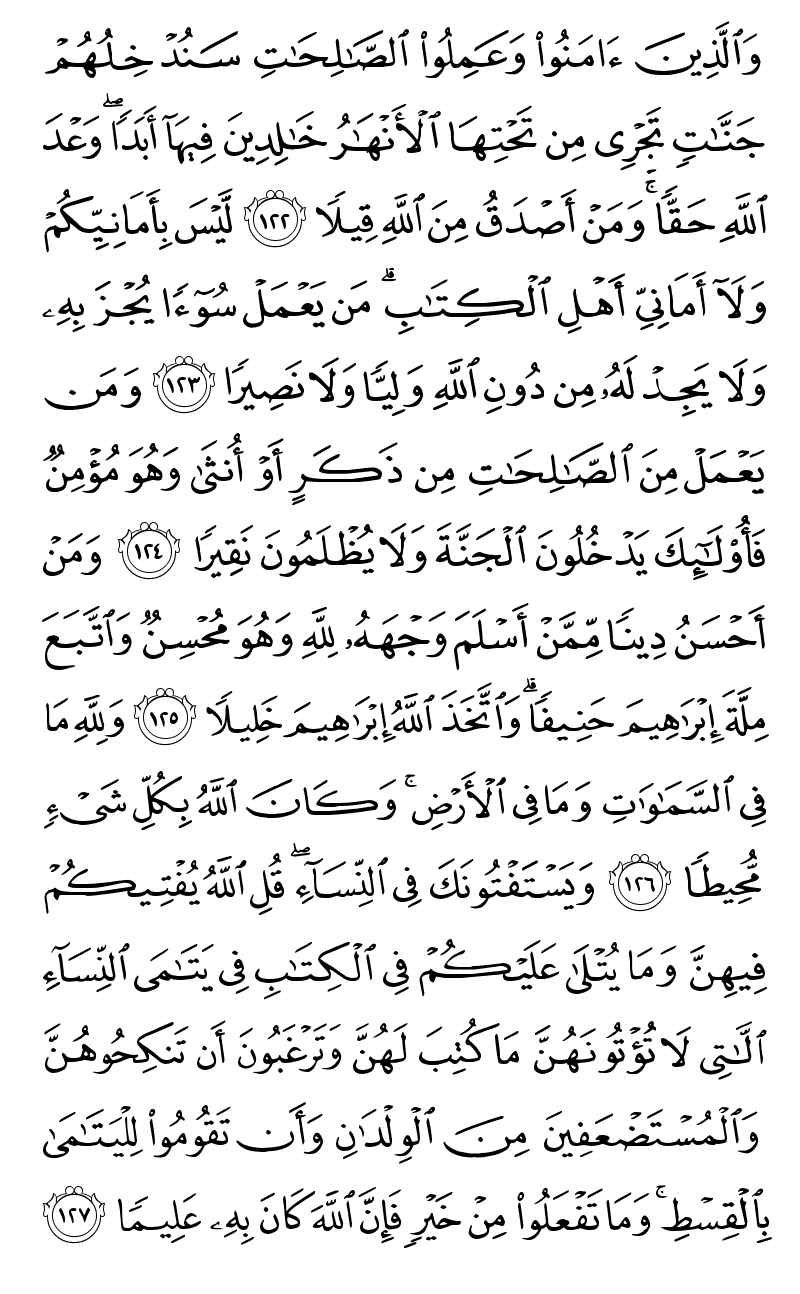 وَٱلَّذِينَ ءَامَنُوا۟ وَعَمِلُوا۟ ٱلصَّـٰلِحَـٰتِ سَنُدْخِلُهُمْ
جَنَّـٰتٍ تَجْرِى مِن تَحْتِهَا ٱلْأَنْهَـٰرُ خَـٰلِدِينَ فِيهَآ أَبَدًا ۖ وَعْدَ
ٱللَّهِ حَقًّا ۚ وَمَنْ أَصْدَقُ مِنَ ٱللَّهِ قِيلًا ١٢٢ لَّيْسَ بِأَمَانِيِّكُمْ
وَلَآ أَمَانِىِّ أَهْلِ ٱلْكِتَـٰبِ ۗ مَن يَعْمَلْ سُوٓءًا يُجْزَ بِهِۦ
وَلَا يَجِدْ لَهُۥ مِن دُونِ ٱللَّهِ وَلِيًّا وَلَا نَصِيرًا ١٢٣ وَمَن
يَعْمَلْ مِنَ ٱلصَّـٰلِحَـٰتِ مِن ذَكَرٍ أَوْ أُنثَىٰ وَهُوَ مُؤْمِنٌ
فَأُو۟لَـٰٓئِكَ يَدْخُلُونَ ٱلْجَنَّةَ وَلَا يُظْلَمُونَ نَقِيرًا ١٢٤ وَمَنْ
أَحْسَنُ دِينًا مِّمَّنْ أَسْلَمَ وَجْهَهُۥ لِلَّهِ وَهُوَ مُحْسِنٌ وَٱتَّبَعَ
مِلَّةَ إِبْرَٰهِيمَ حَنِيفًا ۗ وَٱتَّخَذَ ٱللَّهُ إِبْرَٰهِيمَ خَلِيلًا ١٢٥ وَلِلَّهِ مَا
فِى ٱلسَّمَـٰوَٰتِ وَمَا فِى ٱلْأَرْضِ ۚ وَكَانَ ٱللَّهُ بِكُلِّ شَىْءٍ
مُّحِيطًا ١٢٦ وَيَسْتَفْتُونَكَ فِى ٱلنِّسَآءِ ۖ قُلِ ٱللَّهُ يُفْتِيكُمْ
فِيهِنَّ وَمَا يُتْلَىٰ عَلَيْكُمْ فِى ٱلْكِتَـٰبِ فِى يَتَـٰمَى ٱلنِّسَآءِ
ٱلَّـٰتِى لَا تُؤْتُونَهُنَّ مَا كُتِبَ لَهُنَّ وَتَرْغَبُونَ أَن تَنكِحُوهُنَّ
وَٱلْمُسْتَضْعَفِينَ مِنَ ٱلْوِلْدَٰنِ وَأَن تَقُومُوا۟ لِلْيَتَـٰمَىٰ
بِٱلْقِسْطِ ۚ وَمَا تَفْعَلُوا۟ مِنْ خَيْرٍ فَإِنَّ ٱللَّهَ كَانَ بِهِۦ عَلِيمًا ١٢٧